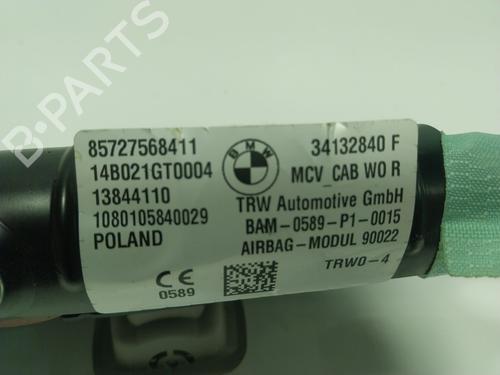 85727568411
14B021GT0004
13844110
1080105840029
POLAND
CE
0589
BMW
34132840 F
MCV_CAB WO R
TRW Automotive GmbH
BAM-0589-P1-0015
AIRBAG-MODUL 90022
TRWO-4
B-PARTS